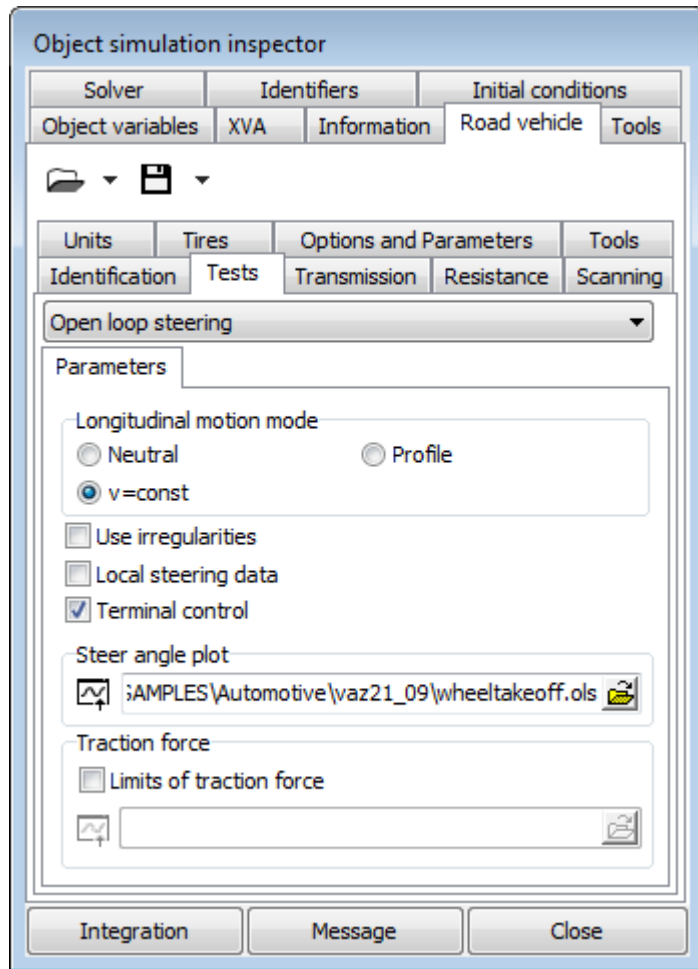 Object simulation inspector
Solver Identifiers Initial conditions
Object variables XVA Information Road vehicle Tools
Units Tires Options and Parameters Tools
Identification Tests Transmission Resistance Scanning
Open loop steering
Parameters
Longitudinal motion mode
Neutral Profile
v=const
Use irregularities
Local steering data
Terminal control
Steer angle plot
SAMPLES\Automotive\vaz21_09\wheeltakeoff.ols
Traction force
Limits of traction force
Integration Message Close